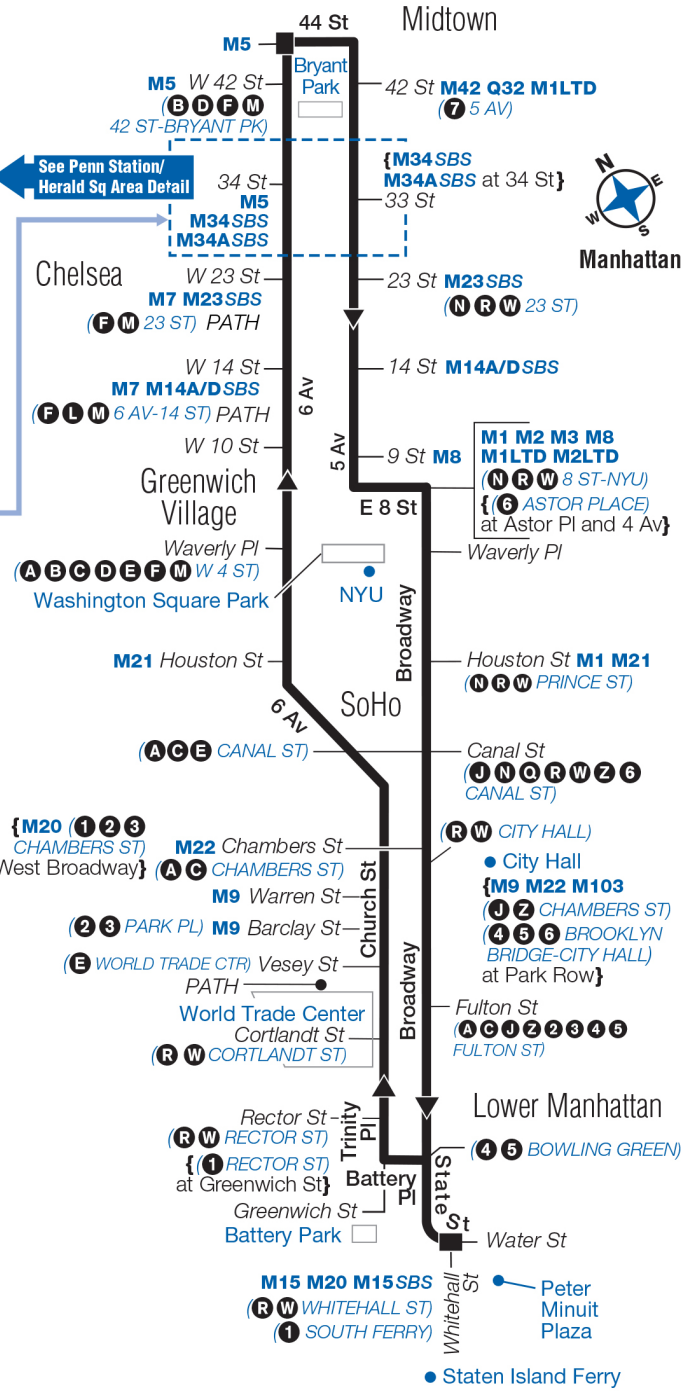 44 St
Midtown
M5
Bryant
Park
M5 W 42 St
(B D F M
42 ST-BRYANT PK)
42 St M42 Q32 M1LTD
(7 5 AV)
See Penn Station/
Herald Sq Area Detail
{M34SBS
M34ASBS at 34 St}
34 St
M5
M34SBS
M34ASBS
33 St
N
E
S
W
Manhattan
Chelsea
W 23 St
M7 M23SBS
(F M 23 ST) PATH
23 St M23SBS
(N R W 23 ST)
W 14 St
M7 M14A/DSBS
(F L M 6 AV-14 ST) PATH
14 St M14A/DSBS
6 Av
5 Av
W 10 St
9 St M8
M1 M2 M3 M8
M1LTD M2LTD
(N R W 8 ST-NYU)
{(6 ASTOR PLACE)
at Astor Pl and 4 Av}
Greenwich
Village
E 8 St
Waverly Pl
(A B C D E F M W 4 ST)
Washington Square Park
NYU
Waverly Pl
Broadway
M21 Houston St
Houston St M1 M21
(N R W PRINCE ST)
6 Av
SoHo
(A C E CANAL ST)
Canal St
(J N Q R W Z 6
CANAL ST)
{M20 (1 2 3
CHAMBERS ST)
West Broadway}
M22 Chambers St
(A C CHAMBERS ST)
(R W CITY HALL)
City Hall
{M9 M22 M103
(J Z CHAMBERS ST)
(4 5 6 BROOKLYN
BRIDGE-CITY HALL)
at Park Row}
M9 Warren St
Church St
(2 3 PARK PL) M9 Barclay St
(E WORLD TRADE CTR) Vesey St
PATH
World Trade Center
Broadway
Cortlandt St
(R W CORTLANDT ST)
Fulton St
(A C J Z 2 3 4 5
FULTON ST)
Lower Manhattan
Rector St
(R W RECTOR ST)
{(1 RECTOR ST)
at Greenwich St}
Trinity
Pl
(4 5 BOWLING GREEN)
Battery
Pl
State
St
Greenwich St
Battery Park
Water St
M15 M20 M15SBS
(R W WHITEHALL ST)
(1 SOUTH FERRY)
Whitehall
St
Peter
Minuit
Plaza
Staten Island Ferry